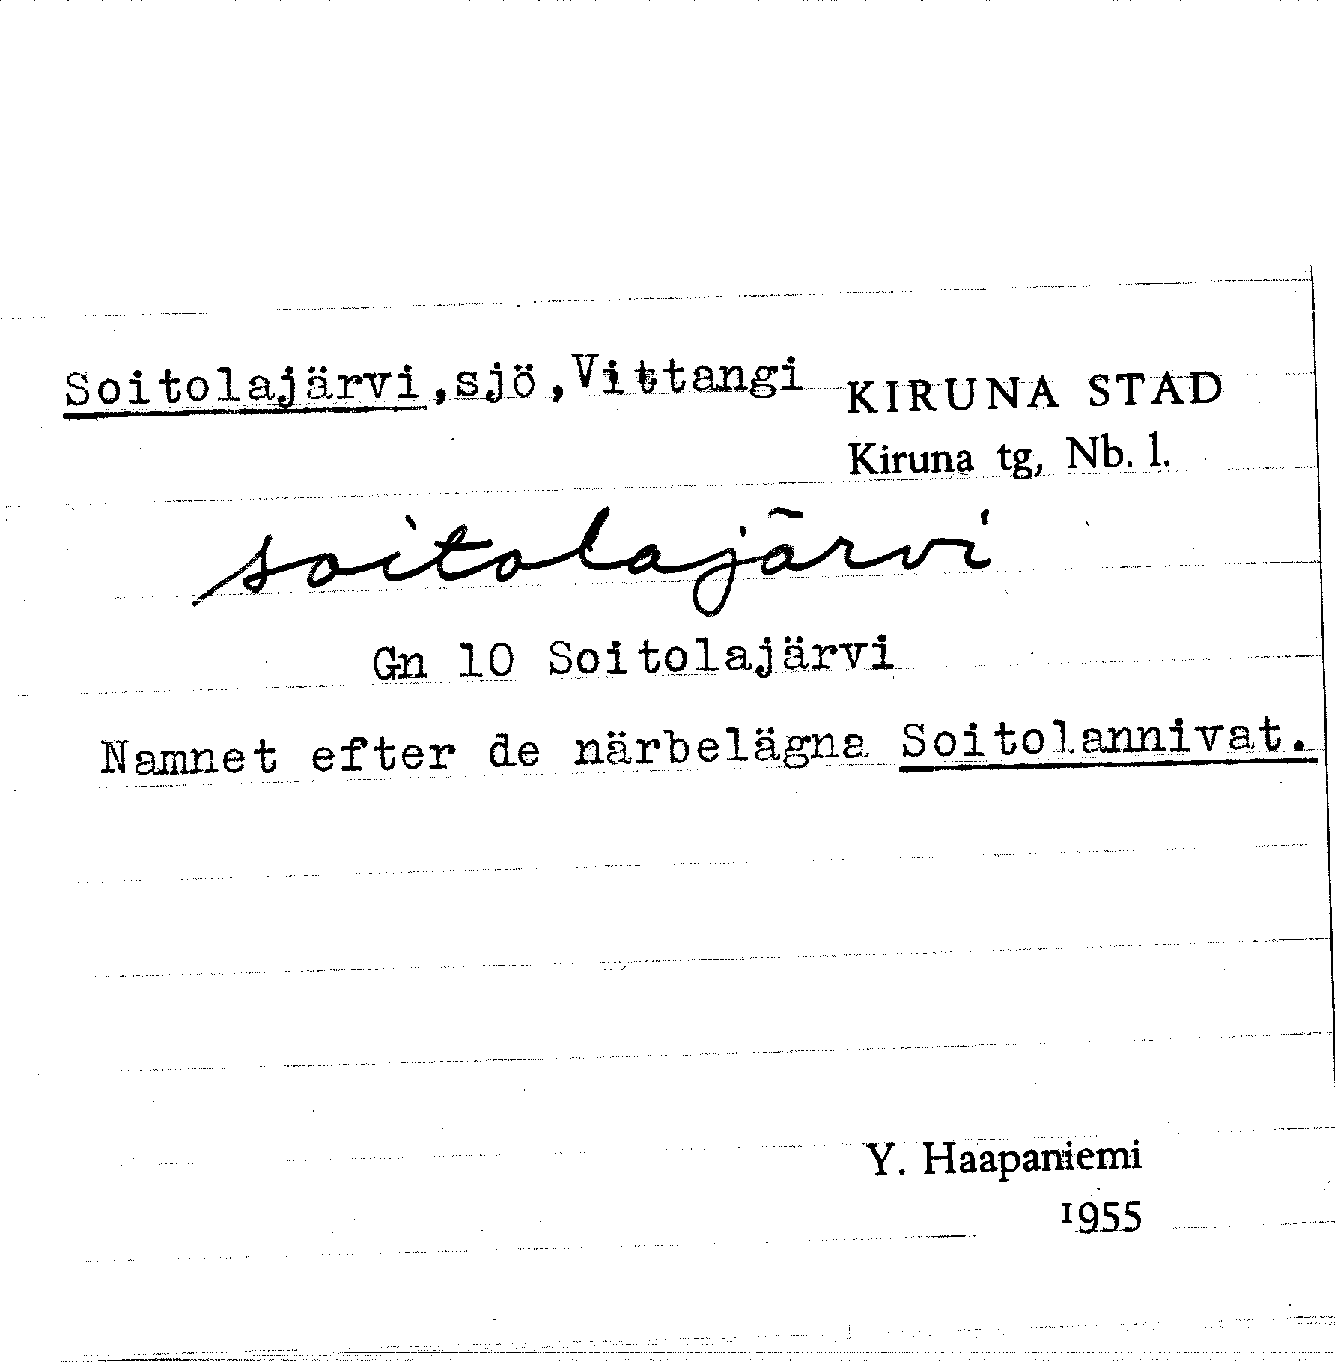 Soitolajärvi,sjö,Vittangi KIRUNA STAD
Kiruna tg, Nb. l.
soitolajärvi
Gn 10 Soitolajärvi
Namnet efter de närbelägna Soitolannivat.
Y. Haapaniemi
1955